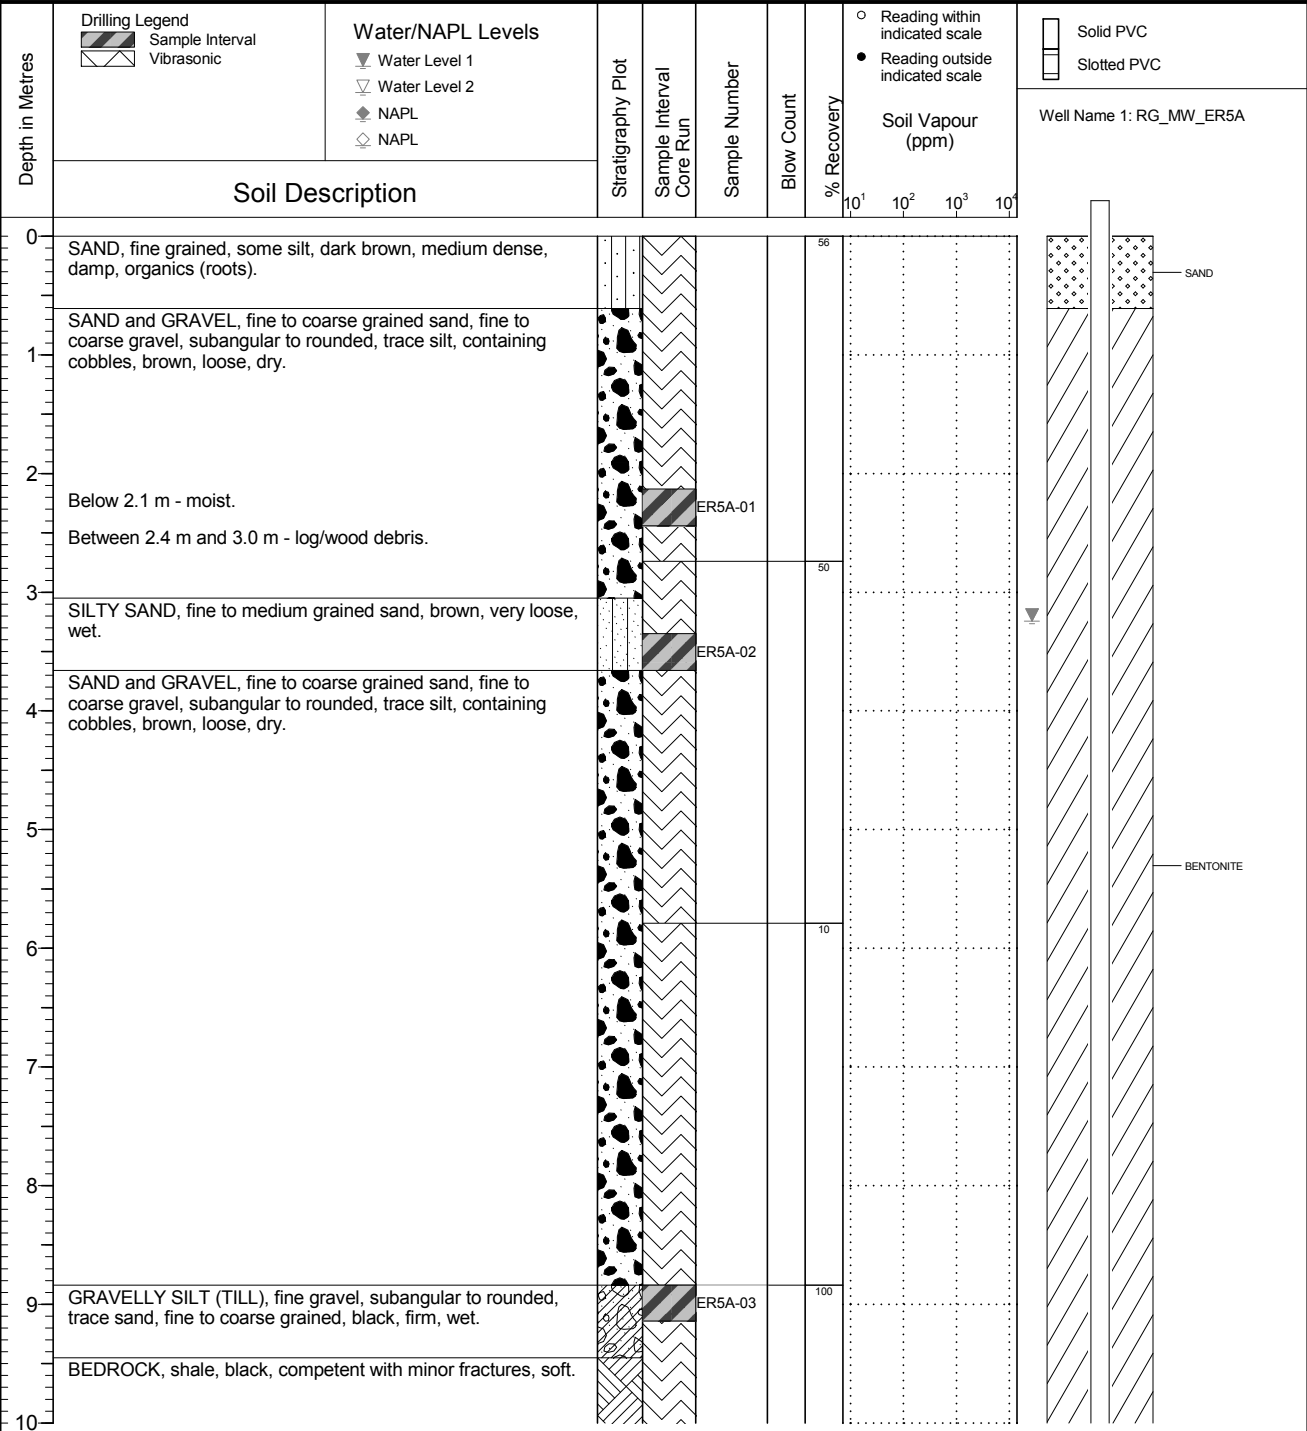 Depth in Metres
Drilling Legend
Sample Interval
Vibrasonic
Water/NAPL Levels
Water Level 1
Water Level 2
NAPL
NAPL
Soil Description
Stratigraphy Plot
Sample Interval
Core Run
Sample Number
Blow Count
% Recovery
Reading within
indicated scale
Reading outside
indicated scale
Soil Vapour
(ppm)
10¹ 10² 10³ 10⁴
Solid PVC
Slotted PVC
Well Name 1: RG_MW_ER5A
0
SAND, fine grained, some silt, dark brown, medium dense,
damp, organics (roots).
56
SAND
SAND and GRAVEL, fine to coarse grained sand, fine to
coarse gravel, subangular to rounded, trace silt, containing
cobbles, brown, loose, dry.
1
2
Below 2.1 m - moist.
ER5A-01
Between 2.4 m and 3.0 m - log/wood debris.
50
3
SILTY SAND, fine to medium grained sand, brown, very loose,
wet.
ER5A-02
SAND and GRAVEL, fine to coarse grained sand, fine to
coarse gravel, subangular to rounded, trace silt, containing
cobbles, brown, loose, dry.
4
5
BENTONITE
10
6
7
8
9
100
GRAVELLY SILT (TILL), fine gravel, subangular to rounded,
trace sand, fine to coarse grained, black, firm, wet.
ER5A-03
BEDROCK, shale, black, competent with minor fractures, soft.
10